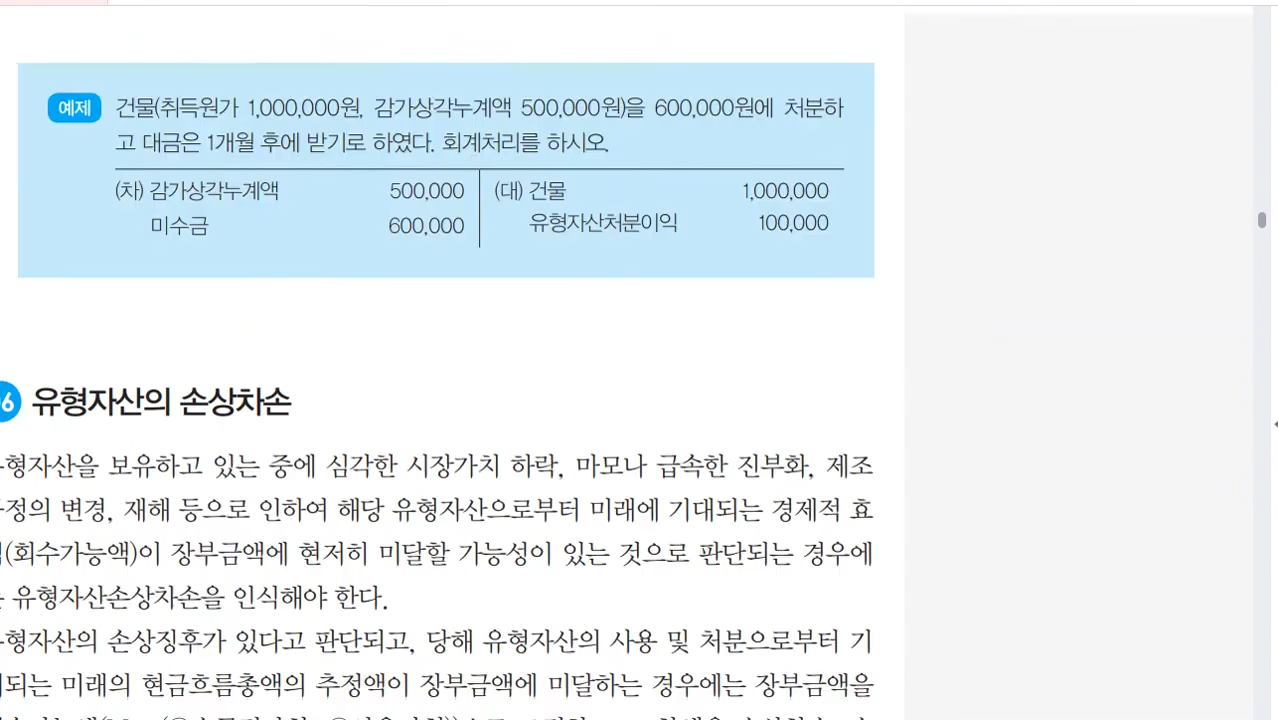 예제 건물(취득원가 1,000,000원, 감가상각누계액 500,000원)을 600,000원에 처분하
고 대금은 1개월 후에 받기로 하였다. 회계처리를 하시오.
(차) 감가상각누계액 500,000 (대) 건물 1,000,000
미수금 600,000 유형자산처분이익 100,000
06 유형자산의 손상차손
형자산을 보유하고 있는 중에 심각한 시장가치 하락, 마모나 급속한 진부화, 제조
정의 변경, 재해 등으로 인하여 해당 유형자산으로부터 미래에 기대되는 경제적 효
(회수가능액)이 장부금액에 현저히 미달할 가능성이 있는 것으로 판단되는 경우에
유형자산손상차손을 인식해야 한다.
형자산의 손상징후가 있다고 판단되고, 당해 유형자산의 사용 및 처분으로부터 기
되는 미래의 현금흐름총액의 추정액이 장부금액에 미달하는 경우에는 장부금액을